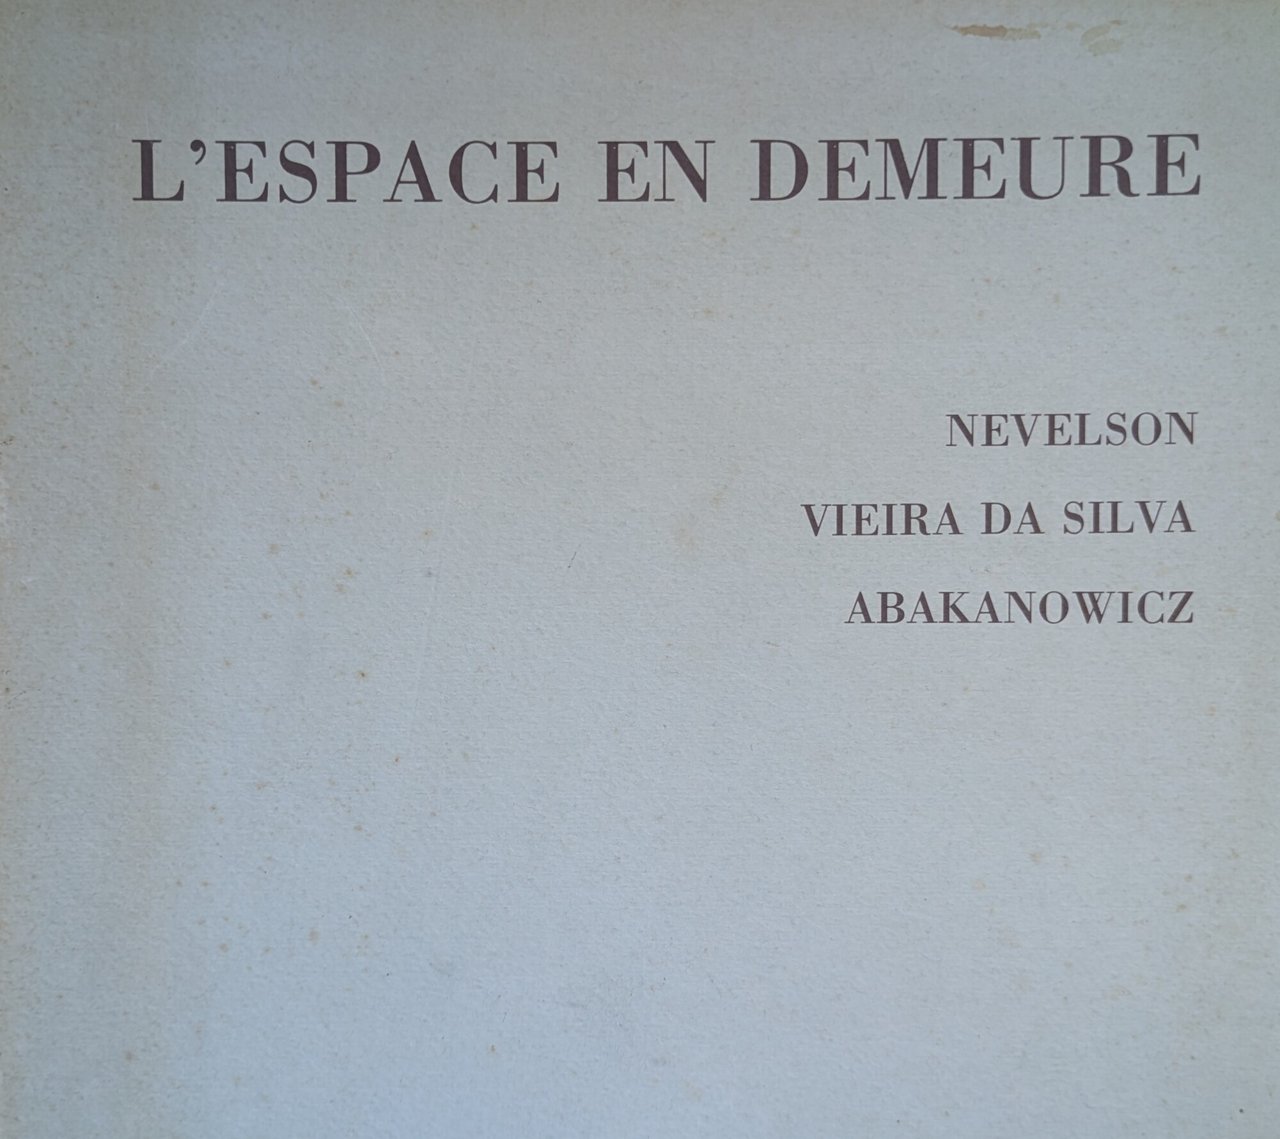 L'ESPACE EN DEMEURE
NEVELSON
VIEIRA DA SILVA
ABAKANOWICZ